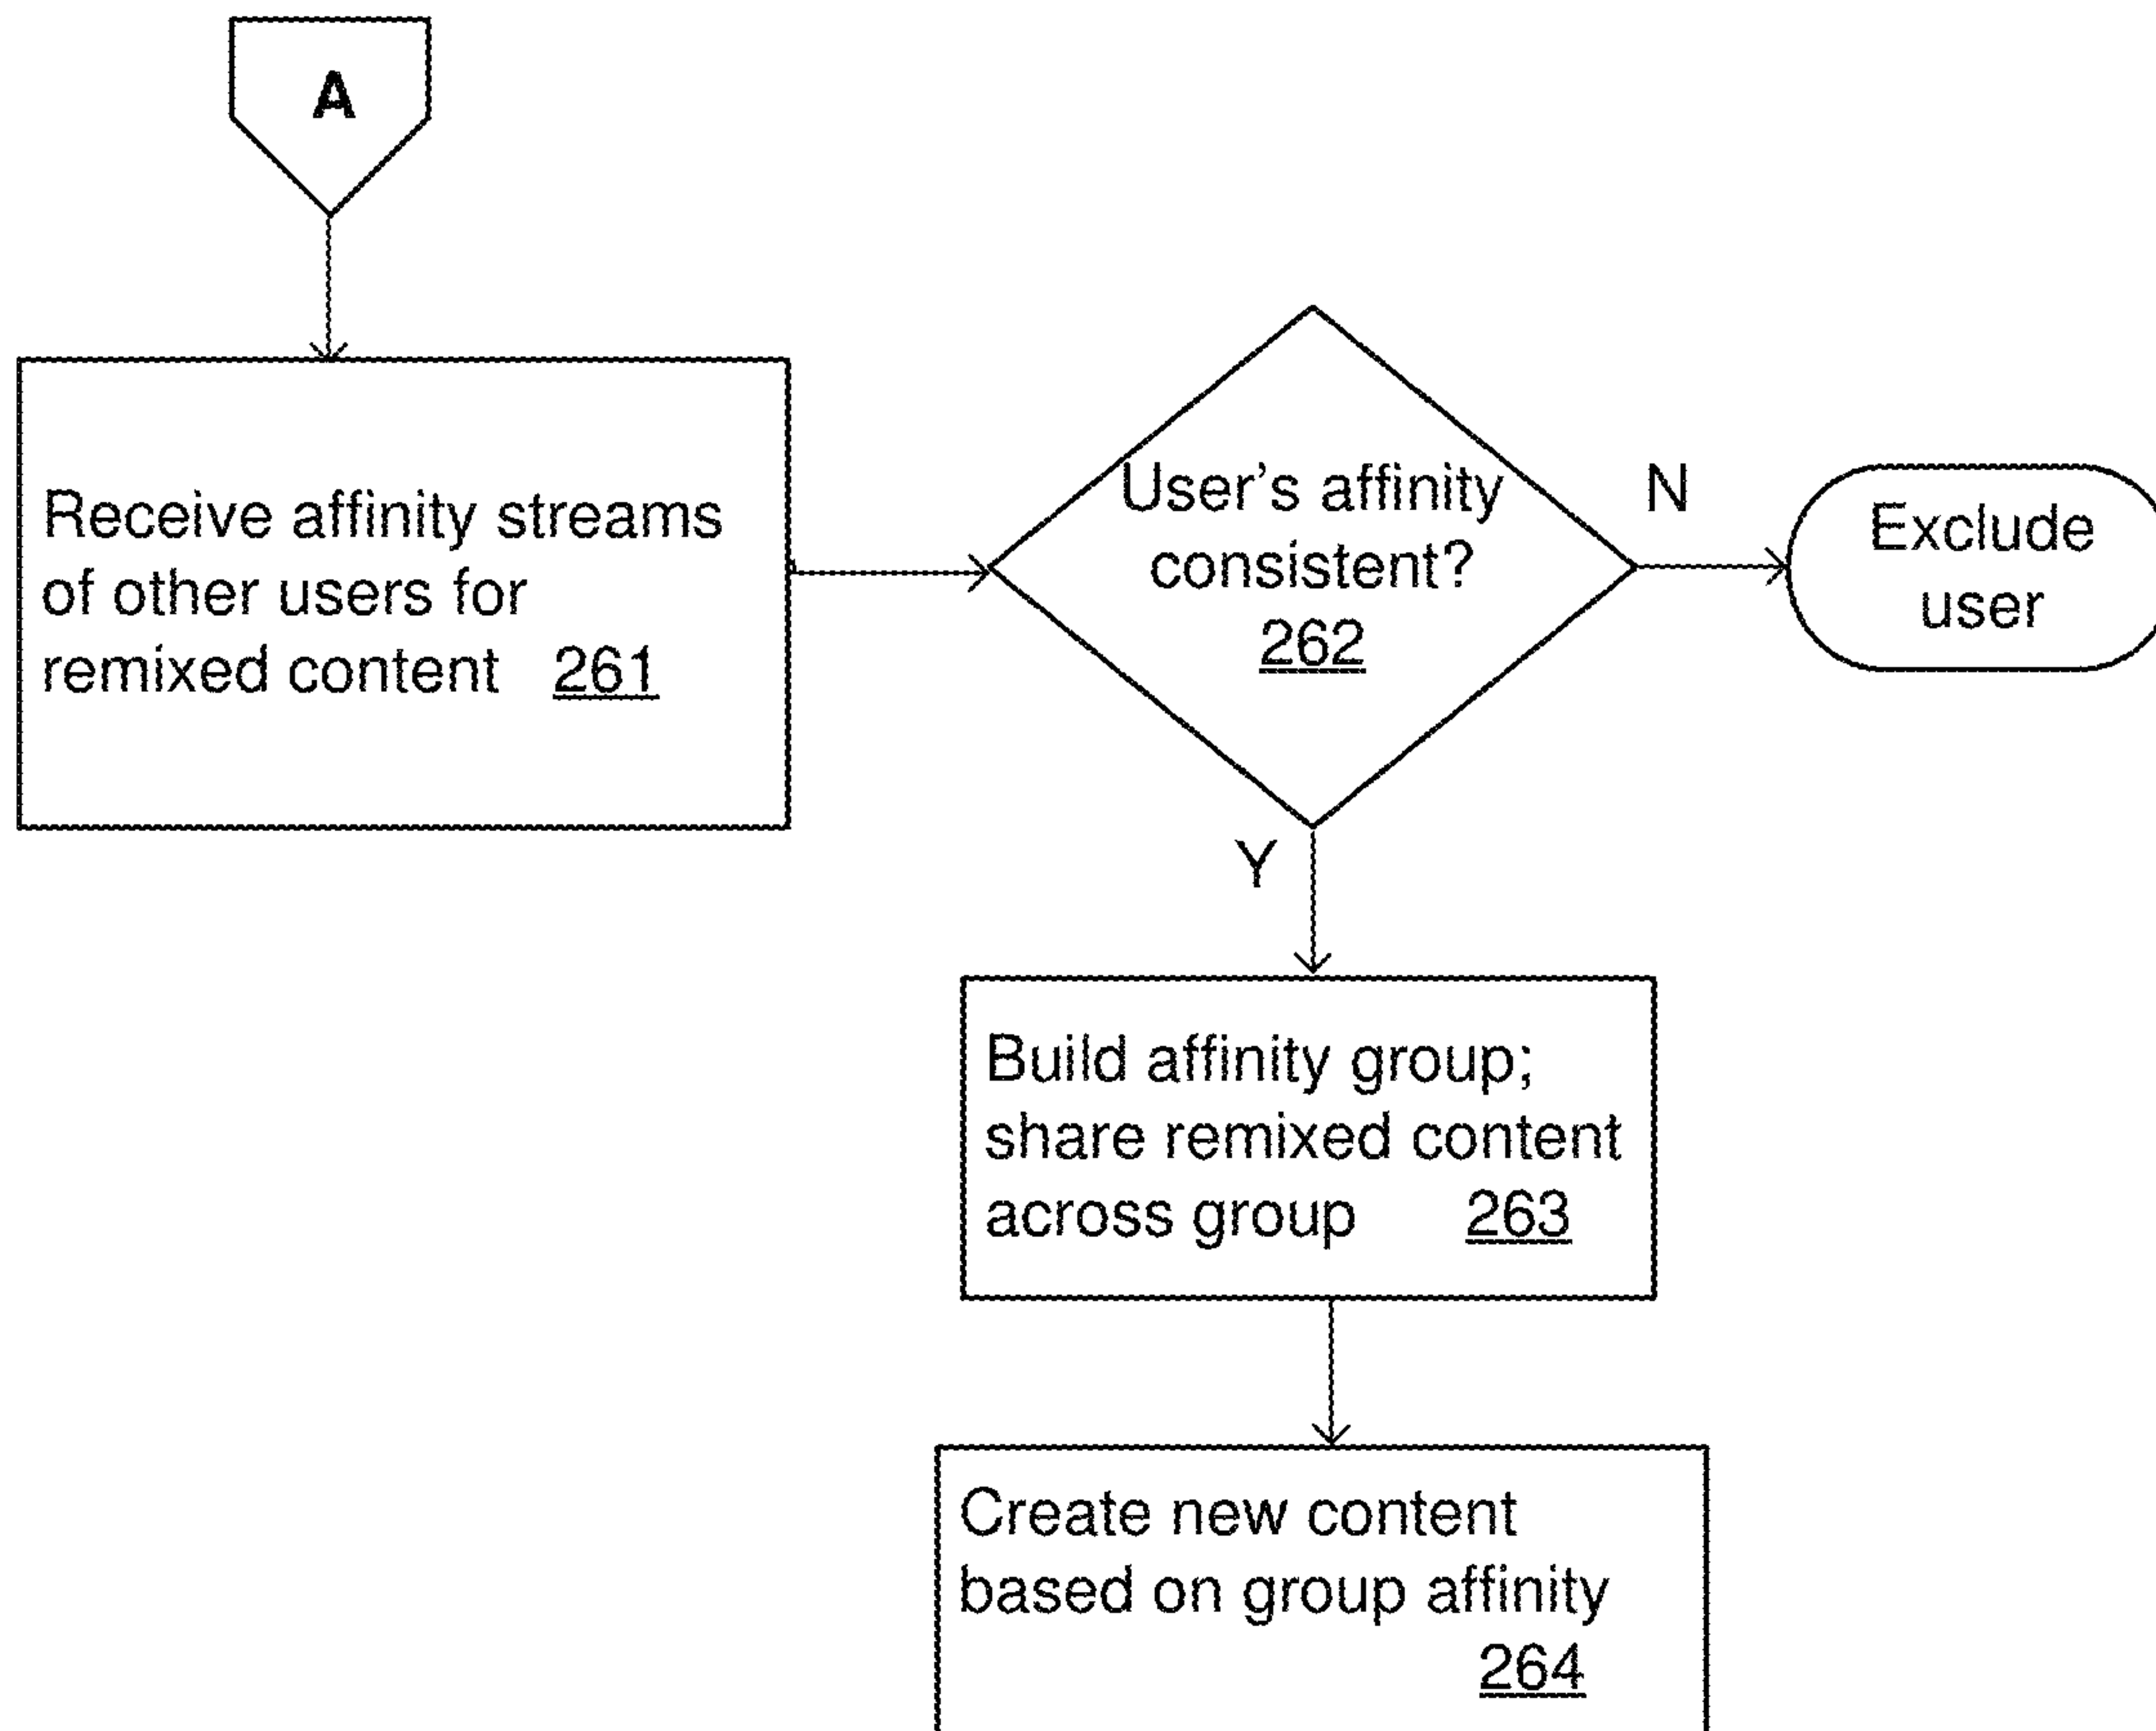 A
Receive affinity streams
of other users for
remixed content 261
User's affinity
consistent?
262
N
Exclude
user
Y
Build affinity group;
share remixed content
across group 263
Create new content
based on group affinity
264